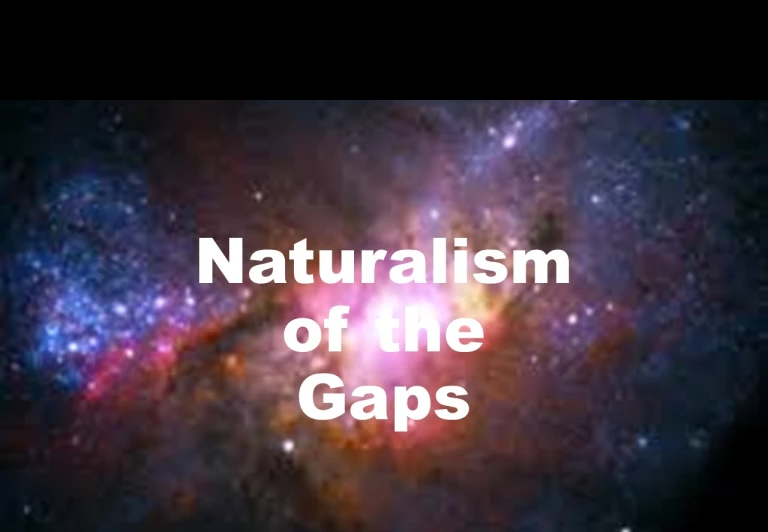 Naturalism
of the
Gaps